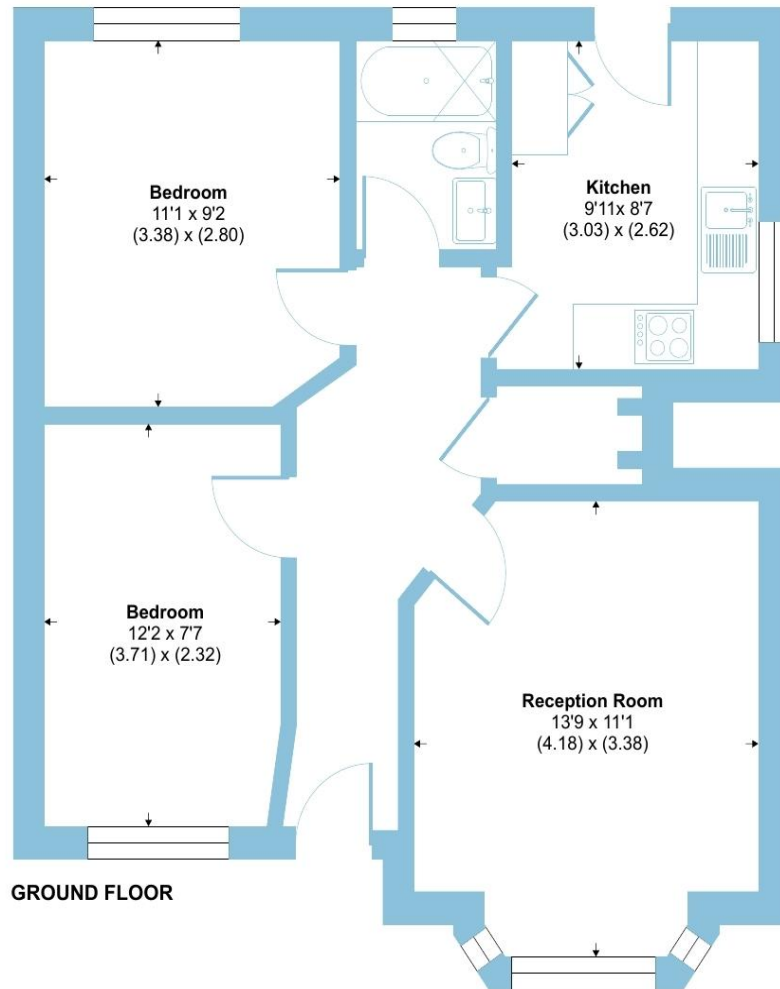 Bedroom
11'1 x 9'2
(3.38) x (2.80)
Kitchen
9'11x 8'7
(3.03) x (2.62)
Bedroom
12'2 x 7'7
(3.71) x (2.32)
Reception Room
13'9 x 11'1
(4.18) x (3.38)
GROUND FLOOR